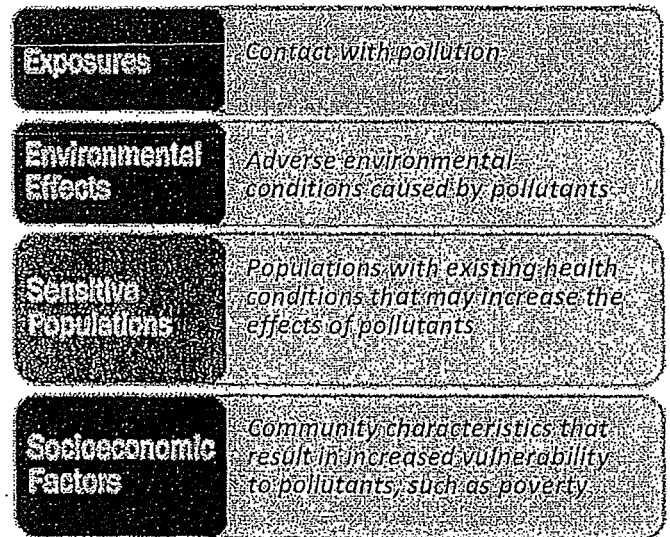 Exposures
Contact with pollution
Environmental
Effects
Adverse environmental
conditions caused by pollutants
Sensitive
Populations
Populations with existing health
conditions that may increase the
effects of pollutants
Socioeconomic
Factors
Community characteristics that
result in increased vulnerability
to pollutants, such as poverty